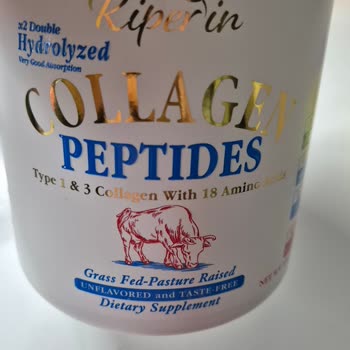 Kiperin
x2 Double
Hydrolyzed
Very Good Absorption
COLLAGEN
PEPTIDES
Type 1 & 3 Collagen With 18 Amino Acids
Grass Fed-Pasture Raised
UNFLAVORED and TASTE-FREE
Dietary Supplement